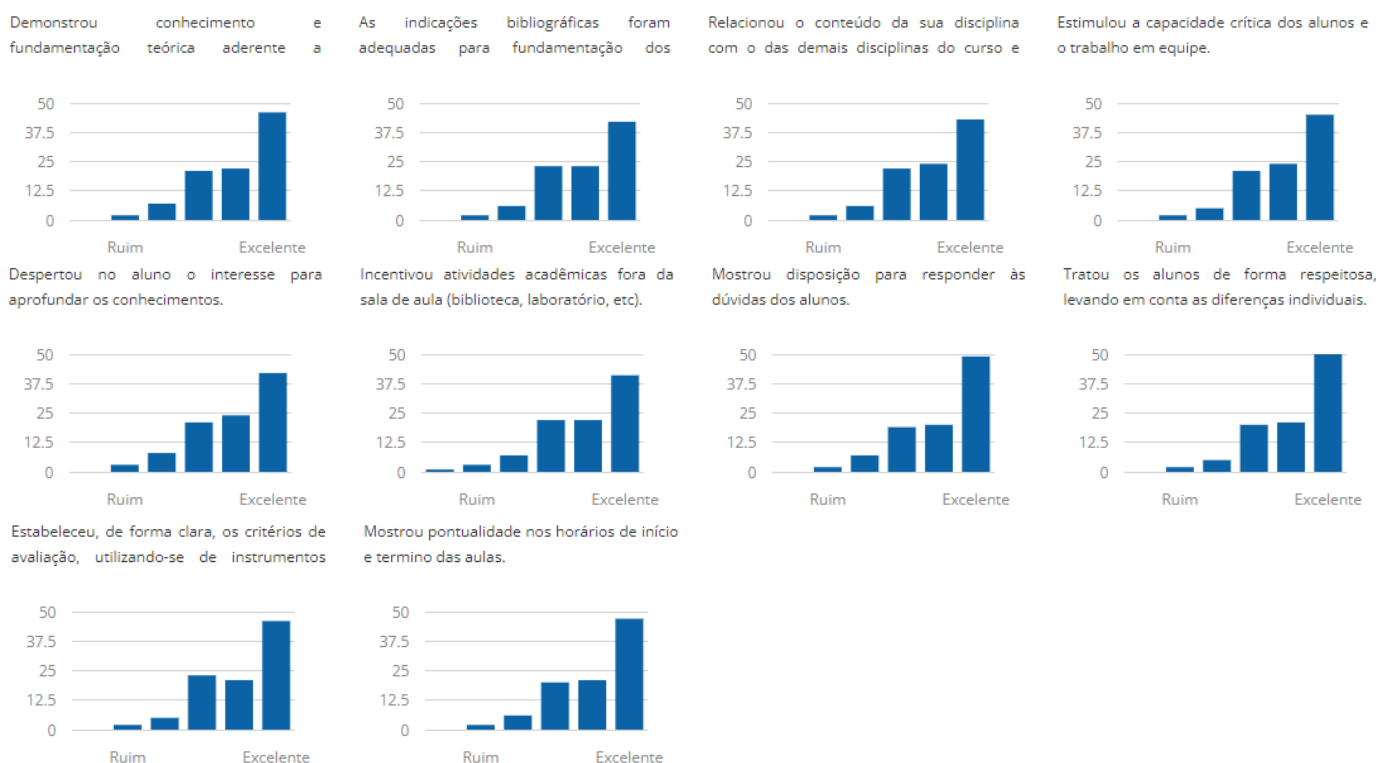 Demonstrou conhecimento e
fundamentação teórica aderente a
As indicações bibliográficas foram
adequadas para fundamentação dos
Relacionou o conteúdo da sua disciplina
com o das demais disciplinas do curso e
Estimulou a capacidade crítica dos alunos e
o trabalho em equipe.
50
37.5
25
12.5
0
Ruim Excelente
50
37.5
25
12.5
0
Ruim Excelente
50
37.5
25
12.5
0
Ruim Excelente
50
37.5
25
12.5
0
Ruim Excelente
Despertou no aluno o interesse para
aprofundar os conhecimentos.
Incentivou atividades acadêmicas fora da
sala de aula (biblioteca, laboratório, etc).
Mostrou disposição para responder às
dúvidas dos alunos.
Tratou os alunos de forma respeitosa,
levando em conta as diferenças individuais.
50
37.5
25
12.5
0
Ruim Excelente
50
37.5
25
12.5
0
Ruim Excelente
50
37.5
25
12.5
0
Ruim Excelente
50
37.5
25
12.5
0
Ruim Excelente
Estabeleceu, de forma clara, os critérios de
avaliação, utilizando-se de instrumentos
Mostrou pontualidade nos horários de início
e termino das aulas.
50
37.5
25
12.5
0
Ruim Excelente
50
37.5
25
12.5
0
Ruim Excelente